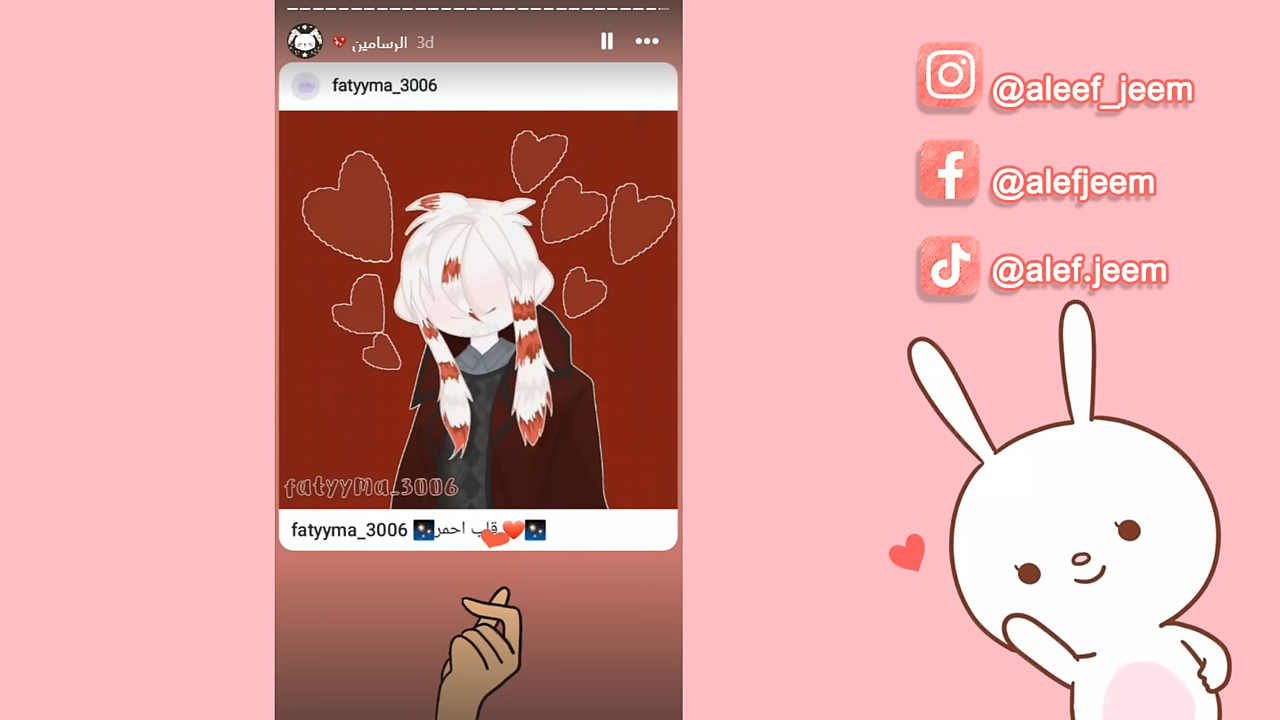 الرسامين 3d
fatyyma_3006
fatyyMa_3006
fatyyma_3006 قلب احمر
@aleef_jeem
@alefjeem
@alef.jeem